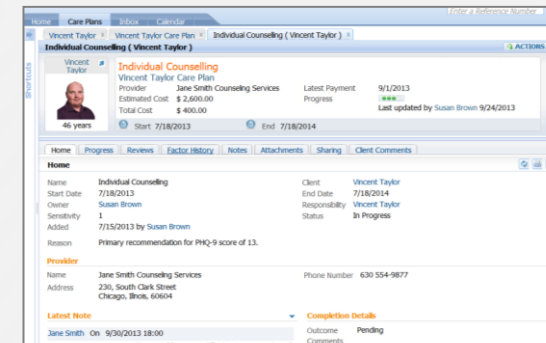 Enter a Reference Number
Home Care Plans Inbox Calendar
Vincent Taylor × Vincent Taylor Care Plan × Individual Counselling ( Vincent Taylor ) ×
Individual Counselling ( Vincent Taylor ) ACTIONS
Shortcuts
Vincent Taylor
46 years
Individual Counselling
Vincent Taylor Care Plan
Provider Jane Smith Counseling Services Latest Payment 9/1/2013
Estimated Cost $ 2,600.00 Progress
Total Cost $ 400.00 Last updated by Susan Brown 9/24/2013
Start 7/18/2013 End 7/18/2014
Home Progress Reviews Factor History Notes Attachments Sharing Client Comments
Home
Name Individual Counseling Client Vincent Taylor
Start Date 7/18/2013 End Date 7/18/2014
Owner Susan Brown Responsibility Vincent Taylor
Sensitivity 1 Status In Progress
Added 7/15/2013 by Susan Brown
Reason Primary recommendation for PHQ-9 score of 13.
Provider
Name Jane Smith Counseling Services Phone Number 630 554-9877
Address 230, South Clark Street
Chicago, Illinois, 60604
Latest Note Completion Details
Jane Smith On 9/30/2013 18:00 Outcome Pending
Comments